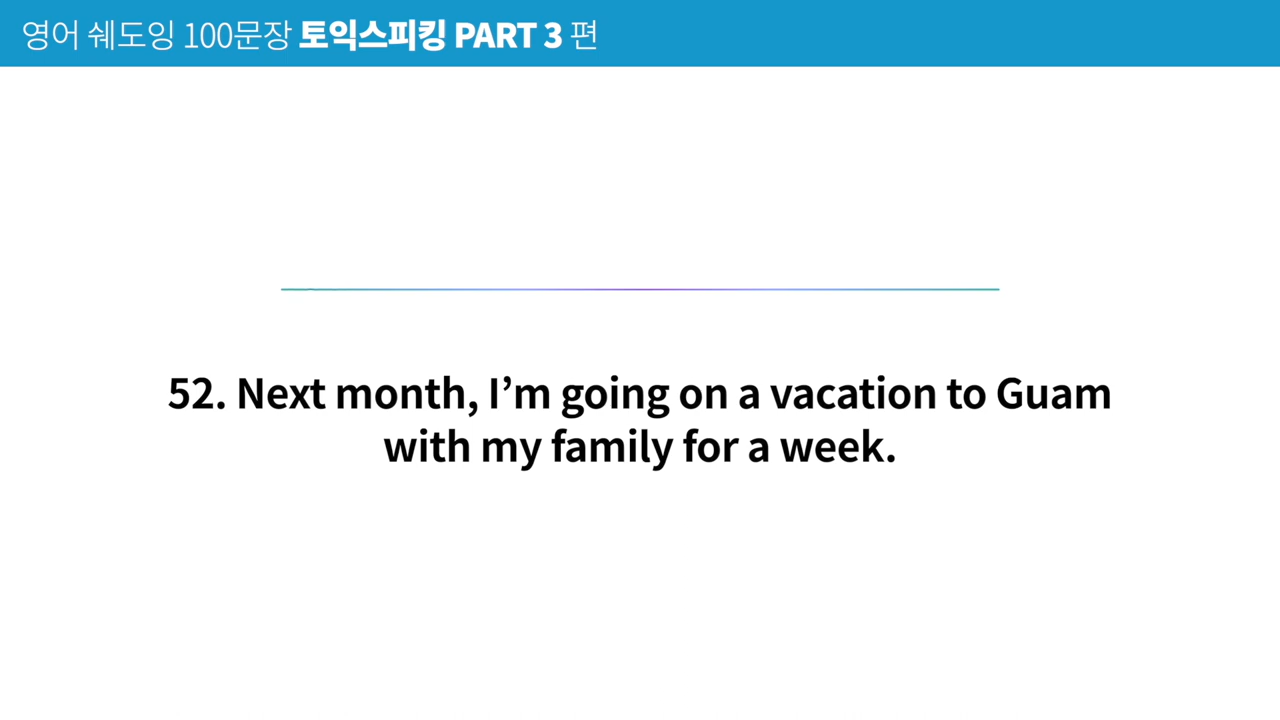 영어 쉐도잉 100문장 토익스피킹 PART 3 편
52. Next month, I’m going on a vacation to Guam
with my family for a week.